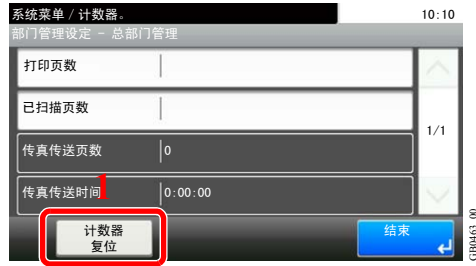 系统菜单 / 计数器。 10:10
部门管理设定 - 总部门管理
打印页数
已扫描页数
1/1
传真传送页数 0
传真传送时间 0:00:00
1
计数器
复位
结束
GB0463_00